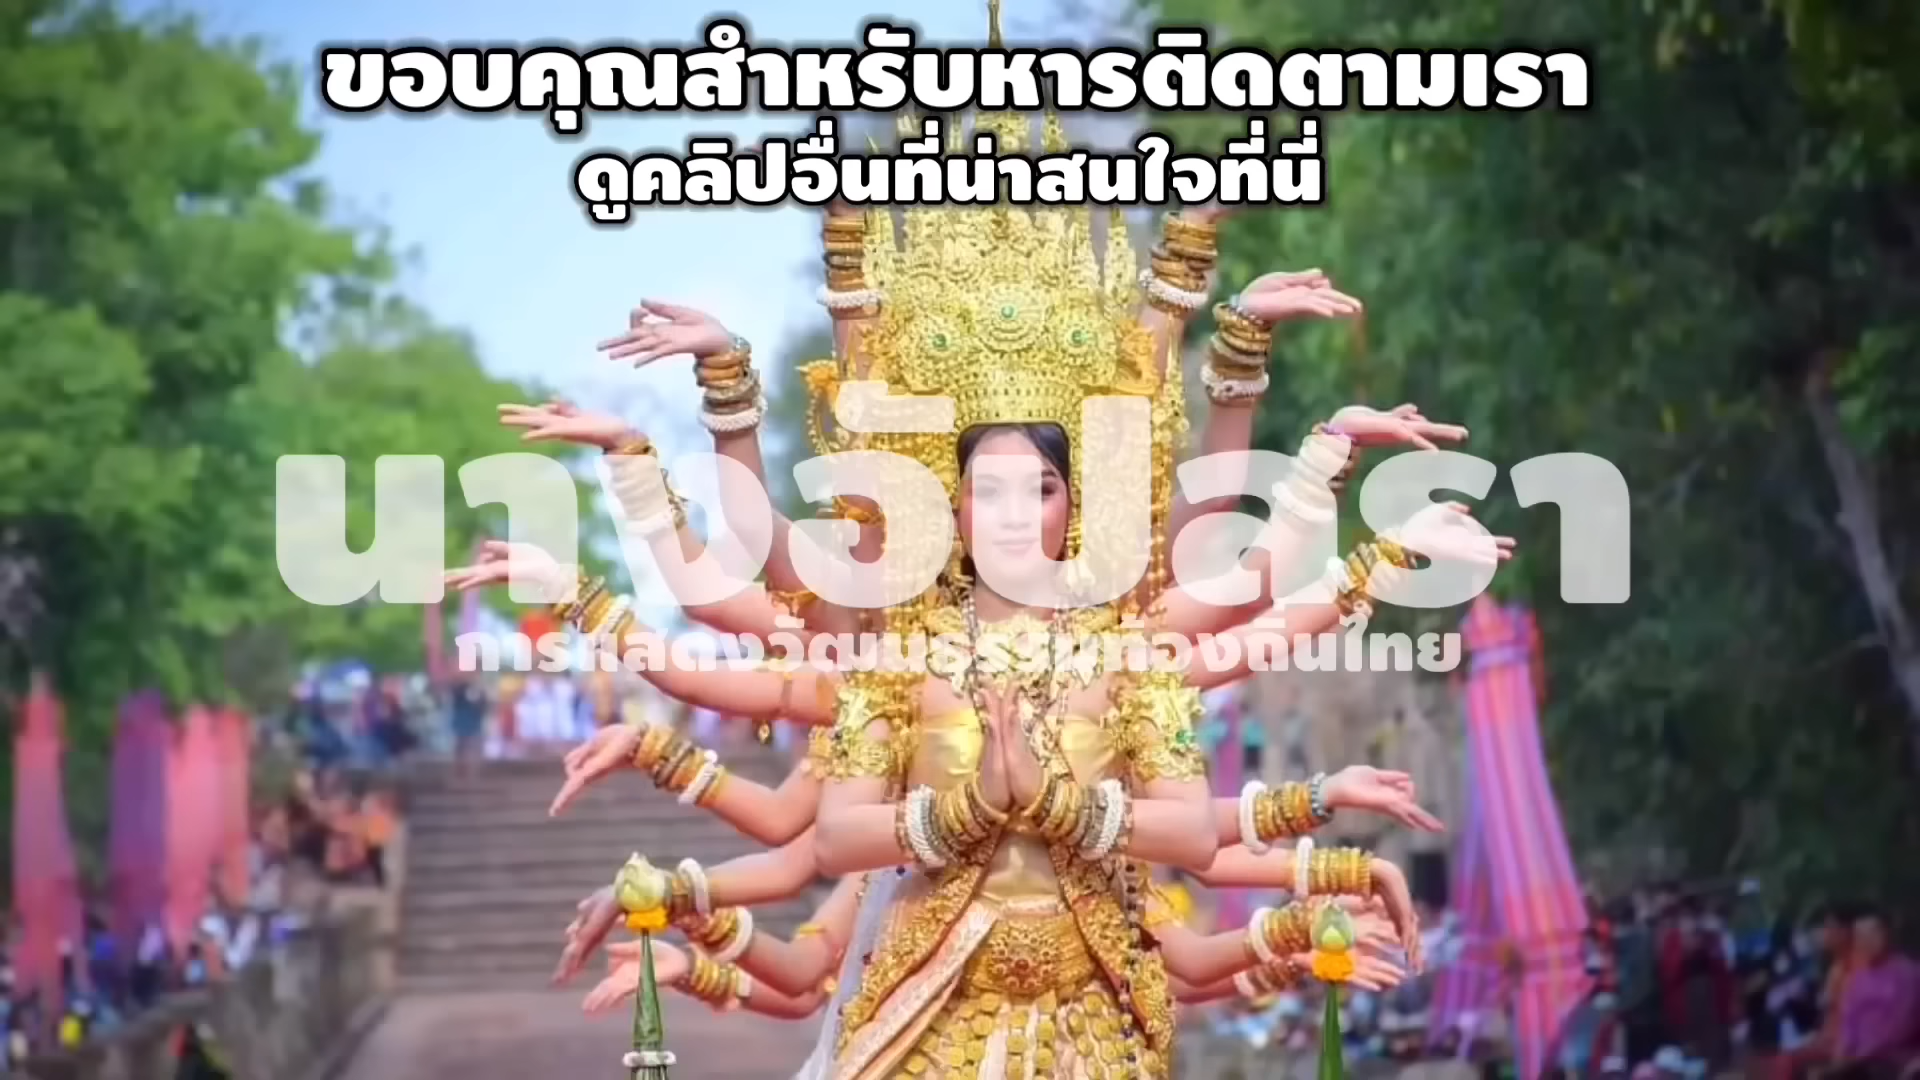 ขอบคุณสำหรับหารติดตามเรา
ดูคลิปอื่นที่น่าสนใจที่นี่
นางอัปสรา
การแสดงวัฒนธรรมท้องถิ่นไทย